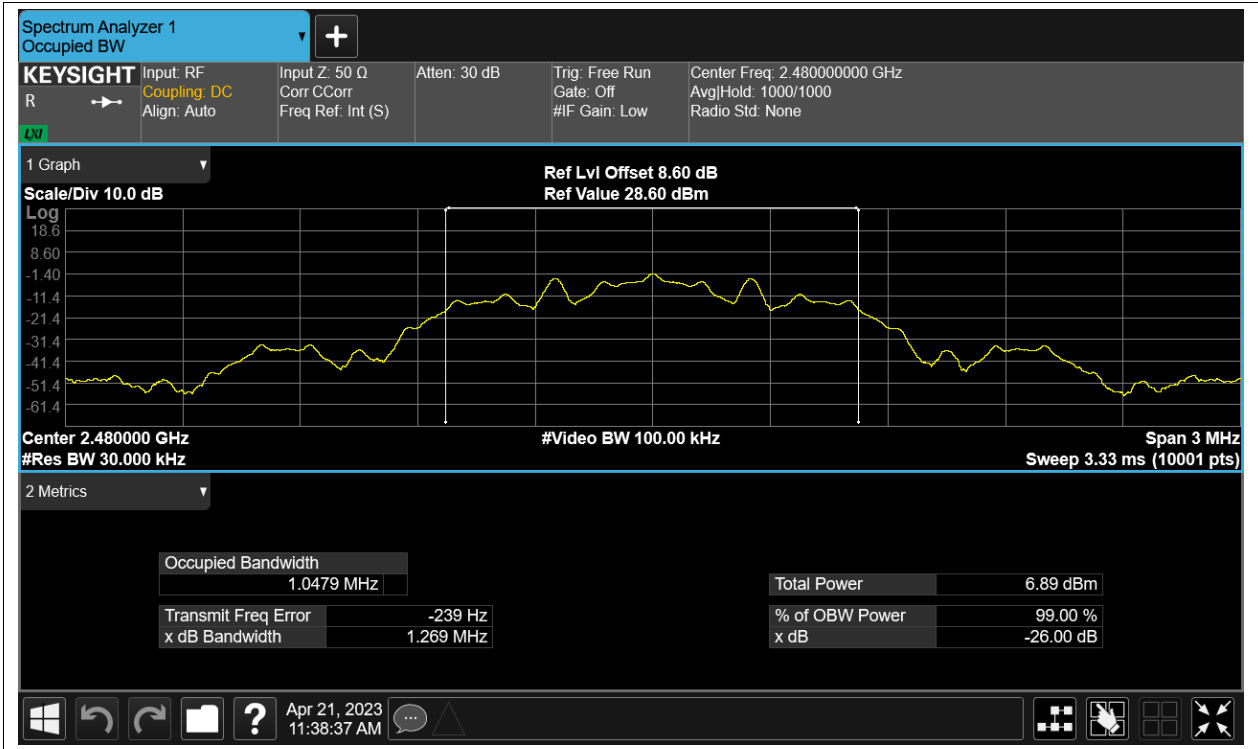 Spectrum Analyzer 1
Occupied BW
▼
+
KEYSIGHT
R
LXI
Input: RF
Coupling: DC
Align: Auto
Input Z: 50 Ω
Corr CCorr
Freq Ref: Int (S)
Atten: 30 dB
Trig: Free Run
Gate: Off
#IF Gain: Low
Center Freq: 2.480000000 GHz
Avg|Hold: 1000/1000
Radio Std: None
1 Graph ▼
Scale/Div 10.0 dB
Ref Lvl Offset 8.60 dB
Ref Value 28.60 dBm
Log
18.6
8.60
-1.40
-11.4
-21.4
-31.4
-41.4
-51.4
-61.4
Center 2.480000 GHz
#Res BW 30.000 kHz
#Video BW 100.00 kHz
Span 3 MHz
Sweep 3.33 ms (10001 pts)
2 Metrics ▼
Occupied Bandwidth
1.0479 MHz
Transmit Freq Error -239 Hz
x dB Bandwidth 1.269 MHz
Total Power 6.89 dBm
% of OBW Power 99.00 %
x dB -26.00 dB
?
Apr 21, 2023
11:38:37 AM